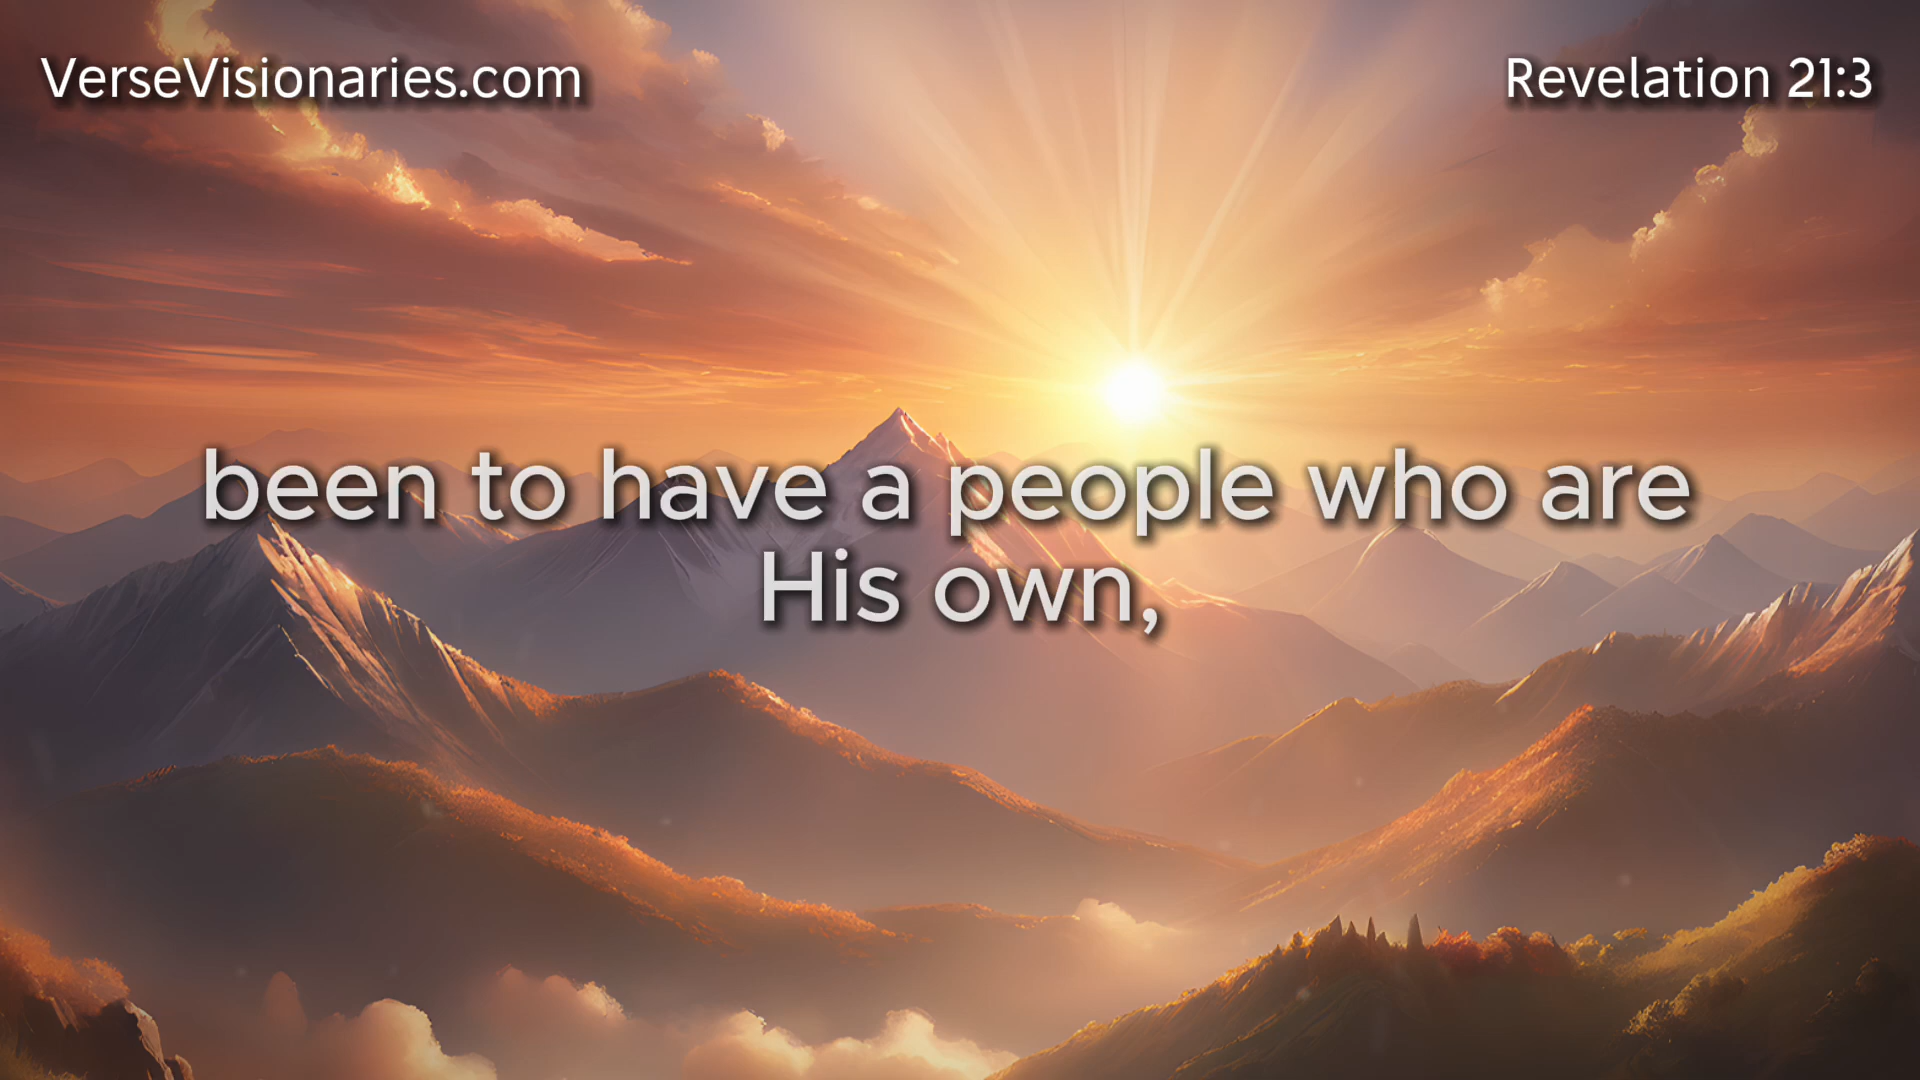 VerseVisionaries.com
Revelation 21:3
been to have a people who are
His own,